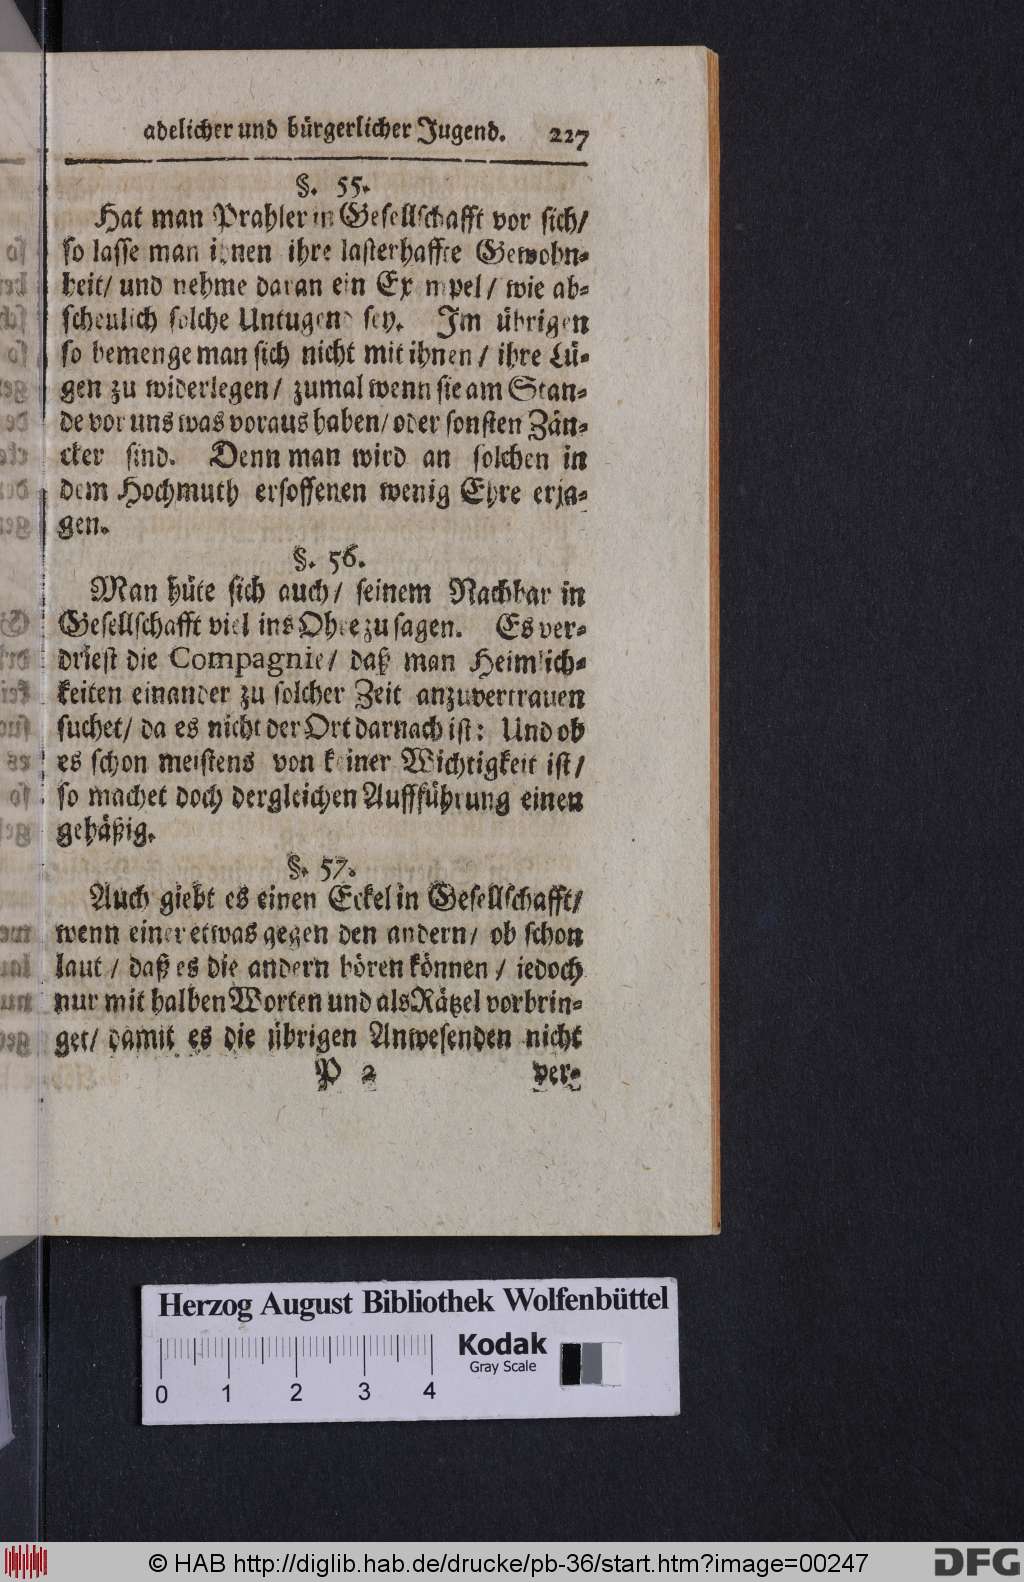 adelicher und bürgerlicher Jugend. 227
§. 55.
Hat man Prahler in Gesellschafft vor sich/
so lasse man ihnen ihre lasterhaffte Gewohn-
heit/ und nehme daran ein Exempel/ wie ab-
scheulich solche Untugend sey. Im übrigen
so bemenge man sich nicht mit ihnen/ ihre Lü-
gen zu widerlegen/ zumal wenn sie am Stan-
de vor uns was voraus haben/ oder sonsten Zän-
cker sind. Denn man wird an solchen in
dem Hochmuth ersoffenen wenig Ehre erja-
gen.
§. 56.
Man hüte sich auch/ seinem Nachbar in
Gesellschafft viel ins Ohre zu sagen. Es ver-
driest die Compagnie/ daß man Heimlich-
keiten einander zu solcher Zeit anzuvertrauen
suchet/ da es nicht der Ort darnach ist: Und ob
es schon meistens von keiner Wichtigkeit ist/
so machet doch dergleichen Auffführung einen
gehäßig.
§. 57.
Auch giebt es einen Eckel in Gesellschafft/
wenn einer etwas gegen den andern/ ob schon
laut/ daß es die andern hören können/ iedoch
nur mit halben Worten und als Rätzel vorbrin-
get/ damit es die übrigen Anwesenden nicht
P 2 ver-
Herzog August Bibliothek Wolfenbüttel
Kodak
Gray Scale
0 1 2 3 4
© HAB http://diglib.hab.de/drucke/pb-36/start.htm?image=00247
DFG